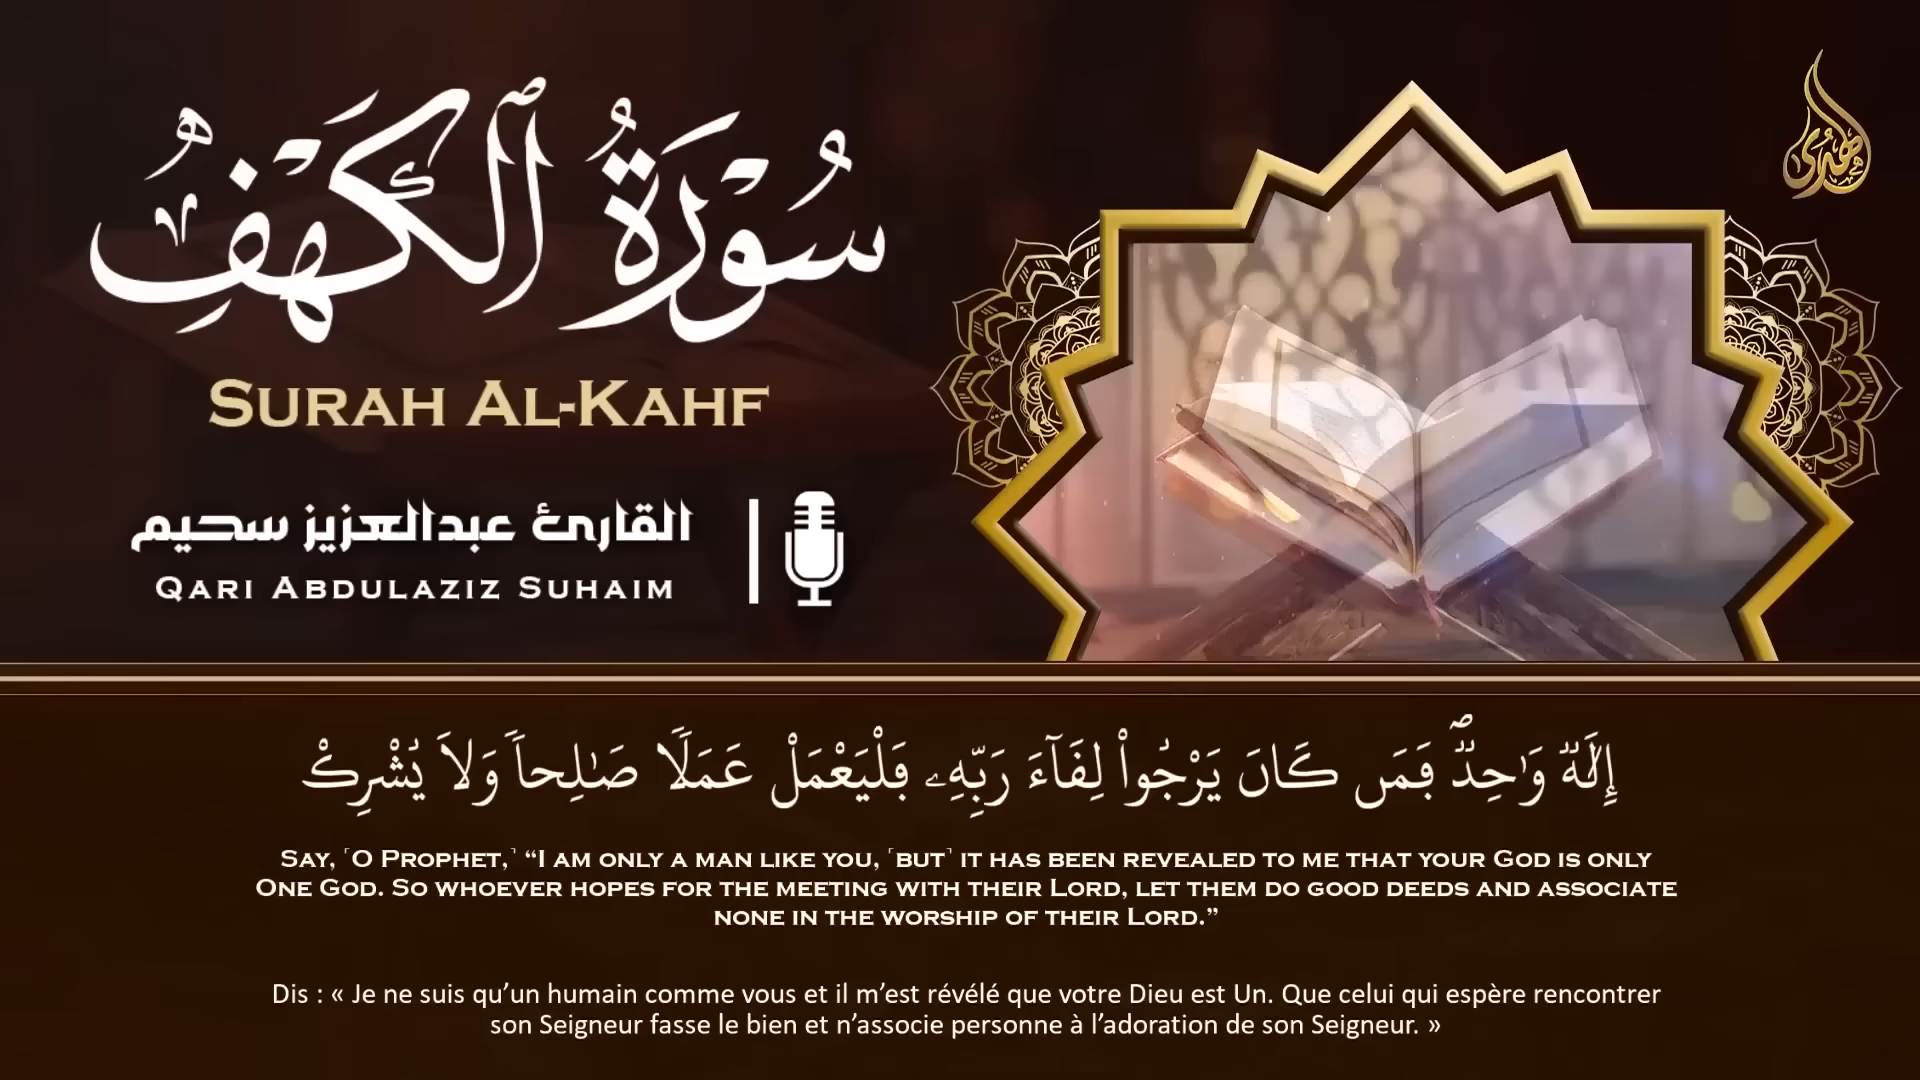 سُوْرَةُ ٱلْكَهْفِ
SURAH AL-KAHF
القارئ عبدالعزيز سحيم
QARI ABDULAZIZ SUHAIM
الهدى
إِلَٰهٞ وَٰحِدٞۖ فَمَن كَانَ يَرْجُواْ لِقَآءَ رَبِّهِۦ فَلْيَعْمَلْ عَمَلٗا صَٰلِحاٗ وَلَا يُشْرِكْ
SAY, ˹O PROPHET,˺ “I AM ONLY A MAN LIKE YOU, ˹BUT˺ IT HAS BEEN REVEALED TO ME THAT YOUR GOD IS ONLY
ONE GOD. SO WHOEVER HOPES FOR THE MEETING WITH THEIR LORD, LET THEM DO GOOD DEEDS AND ASSOCIATE
NONE IN THE WORSHIP OF THEIR LORD.”
Dis : « Je ne suis qu’un humain comme vous et il m’est révélé que votre Dieu est Un. Que celui qui espère rencontrer
son Seigneur fasse le bien et n’associe personne à l’adoration de son Seigneur. »